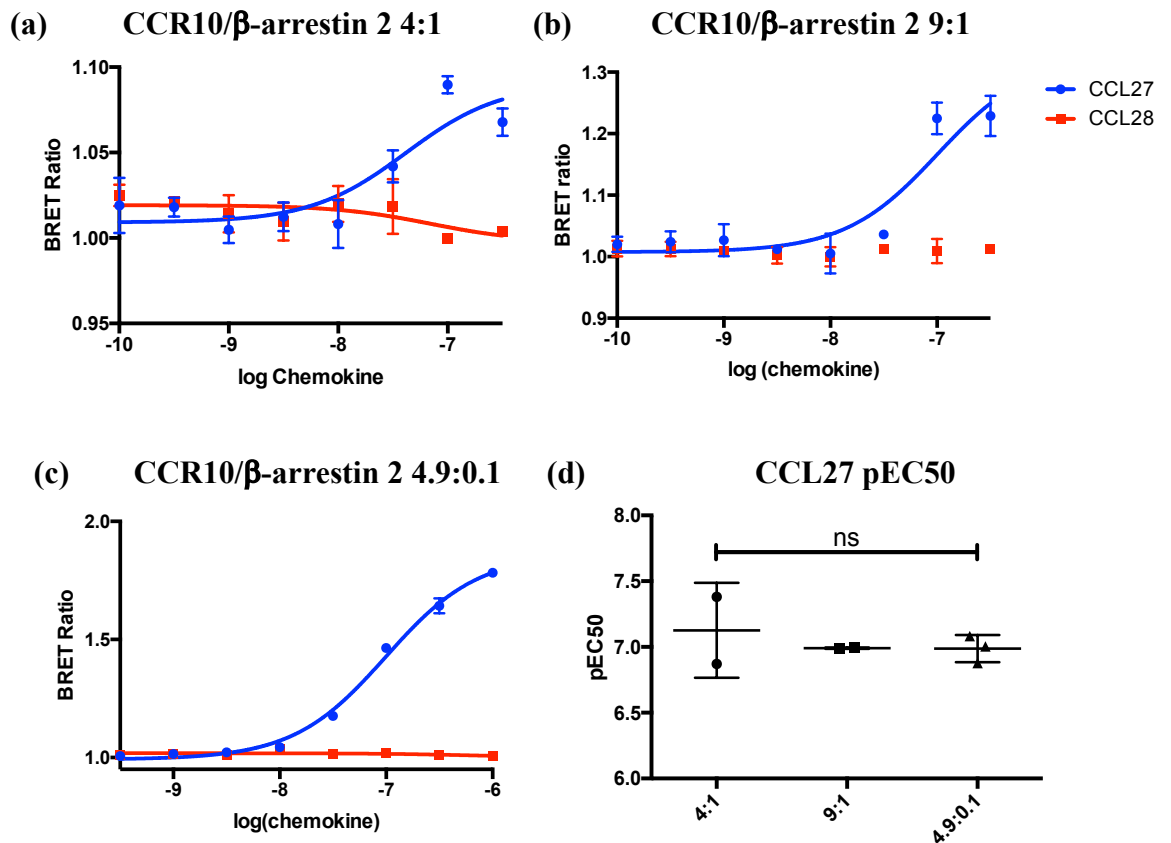 (a) CCR10/β-arrestin 2 4:1
1.10
1.05
1.00
0.95
BRET Ratio
-10 -9 -8 -7
log Chemokine
(b) CCR10/β-arrestin 2 9:1
1.3
1.2
1.1
1.0
0.9
BRET ratio
-10 -9 -8 -7
log (chemokine)
CCL27
CCL28
(c) CCR10/β-arrestin 2 4.9:0.1
2.0
1.5
1.0
BRET Ratio
-9 -8 -7 -6
log(chemokine)
(d) CCL27 pEC50
8.0
7.5
7.0
6.5
6.0
pEC50
ns
4:1 9:1 4.9:0.1